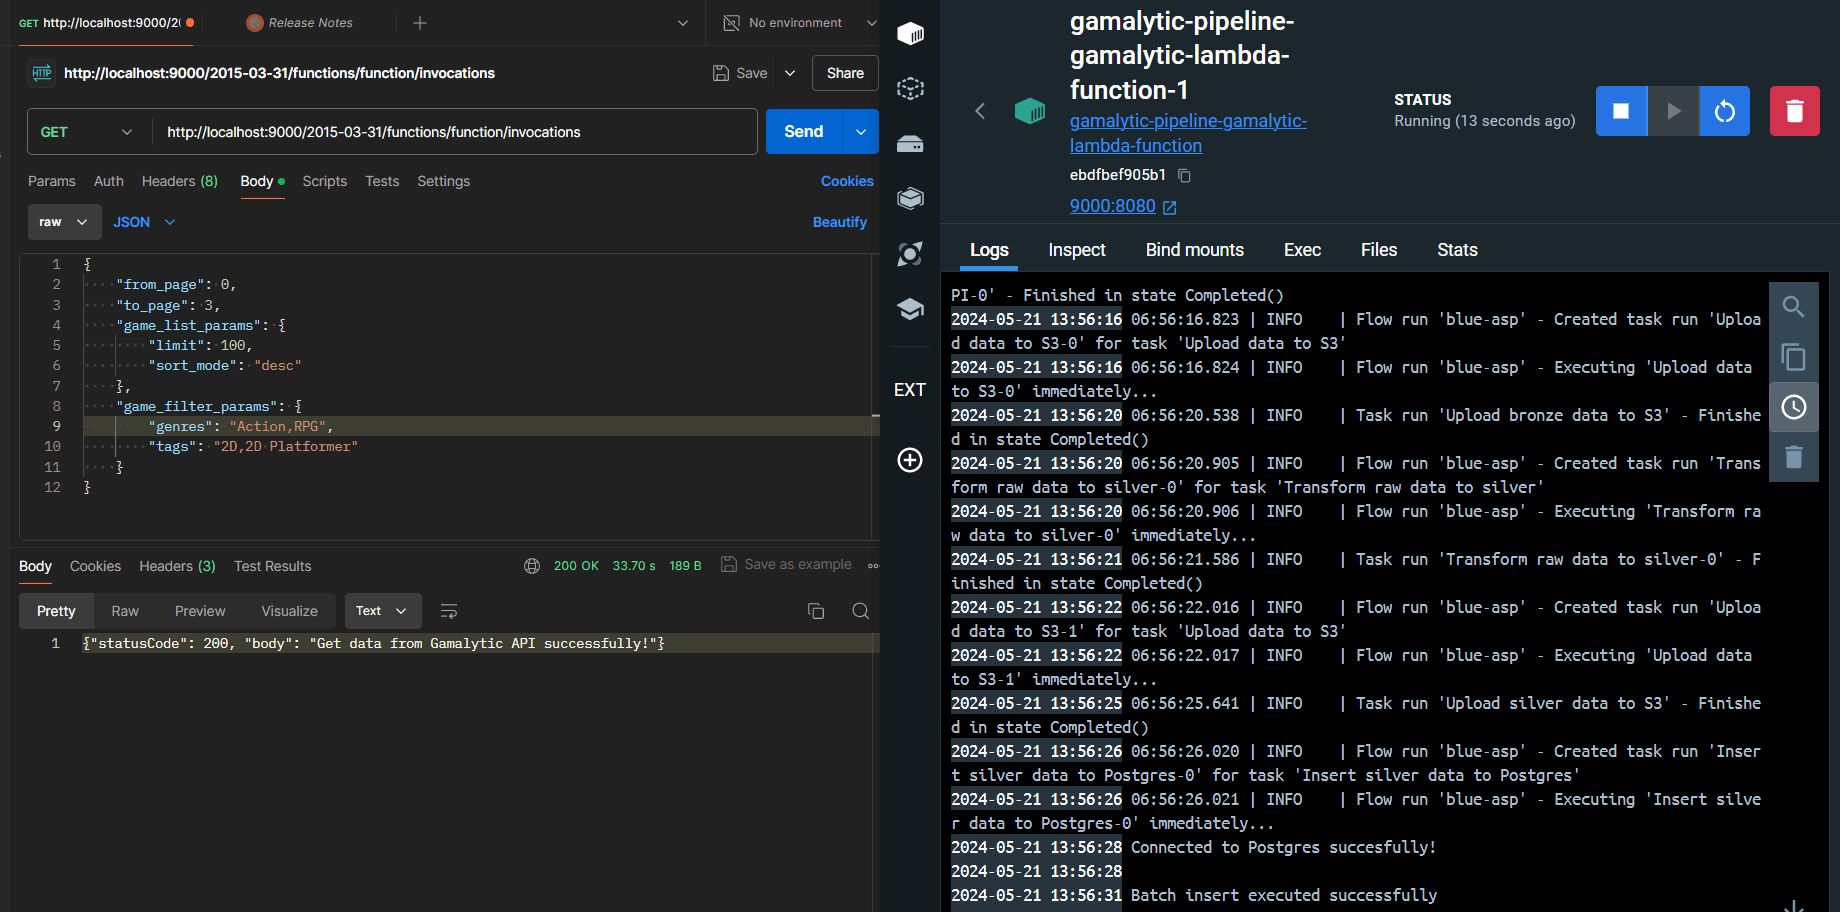 GET http://localhost:9000/2
Release Notes
No environment
HTTP http://localhost:9000/2015-03-31/functions/function/invocations
Save
Share
GET
http://localhost:9000/2015-03-31/functions/function/invocations
Send
Params Auth Headers (8) Body Scripts Tests Settings
Cookies
raw JSON
Beautify
1 {
2 "from_page": 0,
3 "to_page": 3,
4 "game_list_params": {
5 "limit": 100,
6 "sort_mode": "desc"
7 },
8 "game_filter_params": {
9 "genres": "Action,RPG",
10 "tags": "2D,2D Platformer"
11 }
12 }
Body Cookies Headers (3) Test Results
200 OK 33.70 s 189 B Save as example
Pretty Raw Preview Visualize Text
1 {"statusCode": 200, "body": "Get data from Gamalytic API successfully!"}
EXT
gamalytic-pipeline-
gamalytic-lambda-
function-1
gamalytic-pipeline-gamalytic-
lambda-function
ebdfbef905b1
9000:8080
STATUS
Running (13 seconds ago)
Logs Inspect Bind mounts Exec Files Stats
PI-0' - Finished in state Completed()
2024-05-21 13:56:16 06:56:16.823 | INFO | Flow run 'blue-asp' - Created task run 'Uploa
d data to S3-0' for task 'Upload data to S3'
2024-05-21 13:56:16 06:56:16.824 | INFO | Flow run 'blue-asp' - Executing 'Upload data
to S3-0' immediately...
2024-05-21 13:56:20 06:56:20.538 | INFO | Task run 'Upload bronze data to S3' - Finishe
d in state Completed()
2024-05-21 13:56:20 06:56:20.905 | INFO | Flow run 'blue-asp' - Created task run 'Trans
form raw data to silver-0' for task 'Transform raw data to silver'
2024-05-21 13:56:20 06:56:20.906 | INFO | Flow run 'blue-asp' - Executing 'Transform ra
w data to silver-0' immediately...
2024-05-21 13:56:21 06:56:21.586 | INFO | Task run 'Transform raw data to silver-0' - F
inished in state Completed()
2024-05-21 13:56:22 06:56:22.016 | INFO | Flow run 'blue-asp' - Created task run 'Uploa
d data to S3-1' for task 'Upload data to S3'
2024-05-21 13:56:22 06:56:22.017 | INFO | Flow run 'blue-asp' - Executing 'Upload data
to S3-1' immediately...
2024-05-21 13:56:25 06:56:25.641 | INFO | Task run 'Upload silver data to S3' - Finishe
d in state Completed()
2024-05-21 13:56:26 06:56:26.020 | INFO | Flow run 'blue-asp' - Created task run 'Inser
t silver data to Postgres-0' for task 'Insert silver data to Postgres'
2024-05-21 13:56:26 06:56:26.021 | INFO | Flow run 'blue-asp' - Executing 'Insert silve
r data to Postgres-0' immediately...
2024-05-21 13:56:28 Connected to Postgres succesfully!
2024-05-21 13:56:28
2024-05-21 13:56:31 Batch insert executed successfully